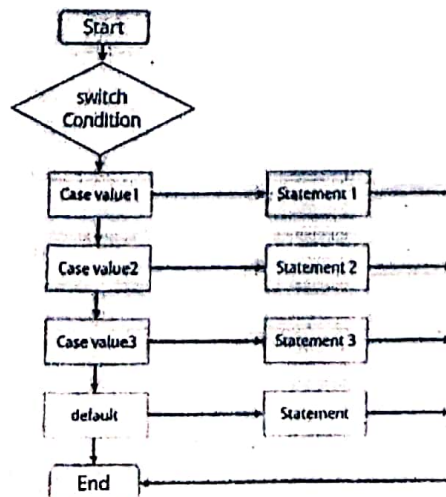 Start
switch
Condition
Case value1
Statement 1
Case value2
Statement 2
Case value3
Statement 3
default
Statement
End